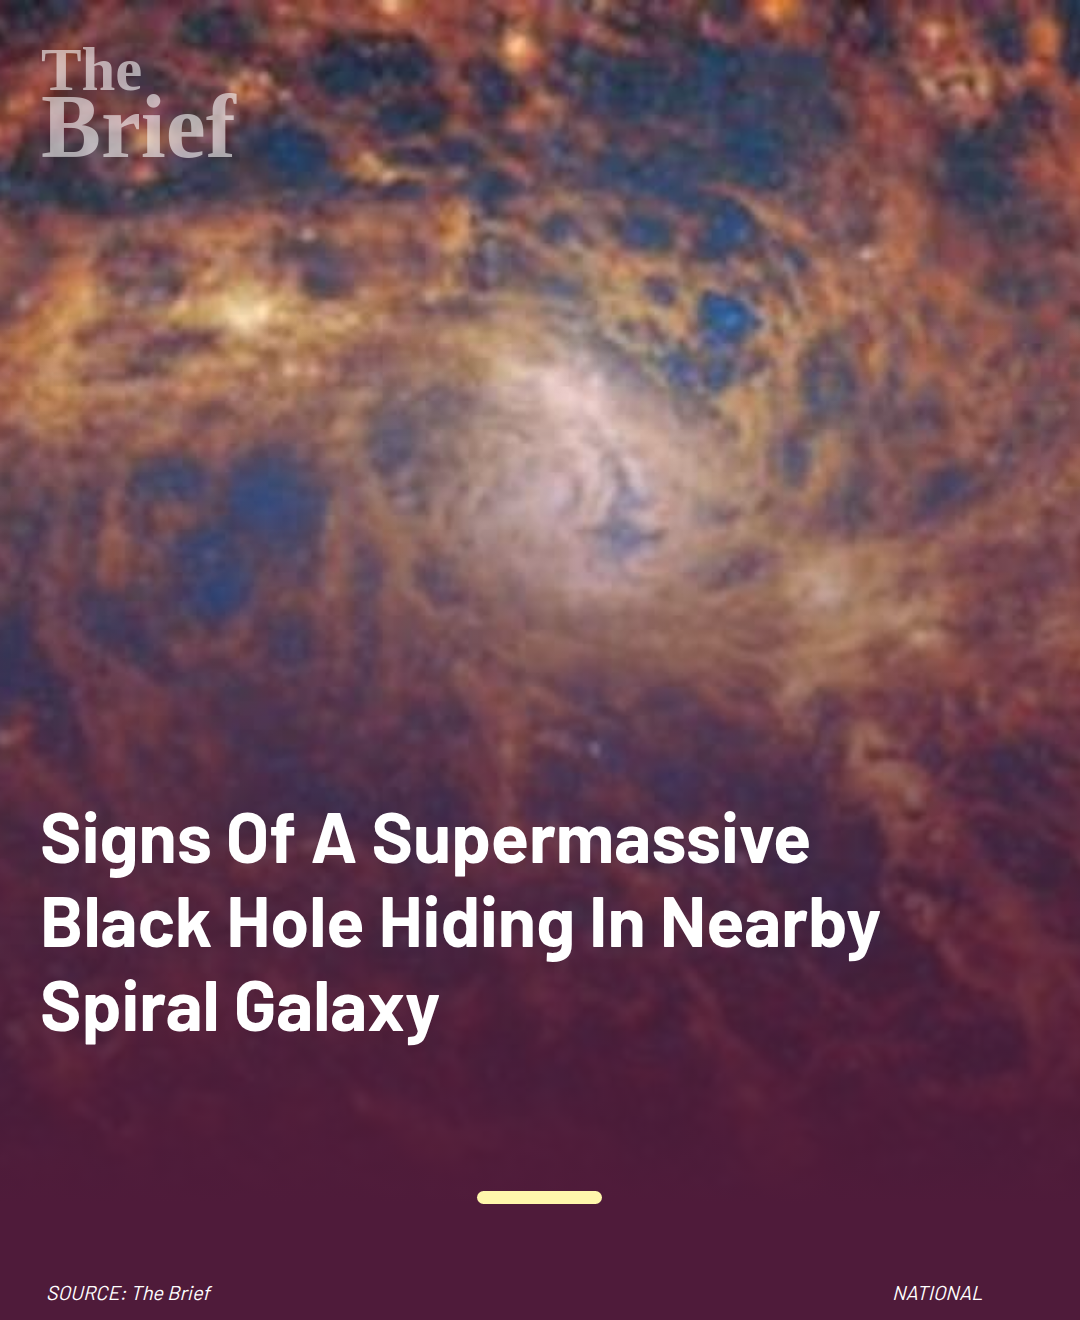 The
Brief
Signs Of A Supermassive
Black Hole Hiding In Nearby
Spiral Galaxy
SOURCE: The Brief
NATIONAL